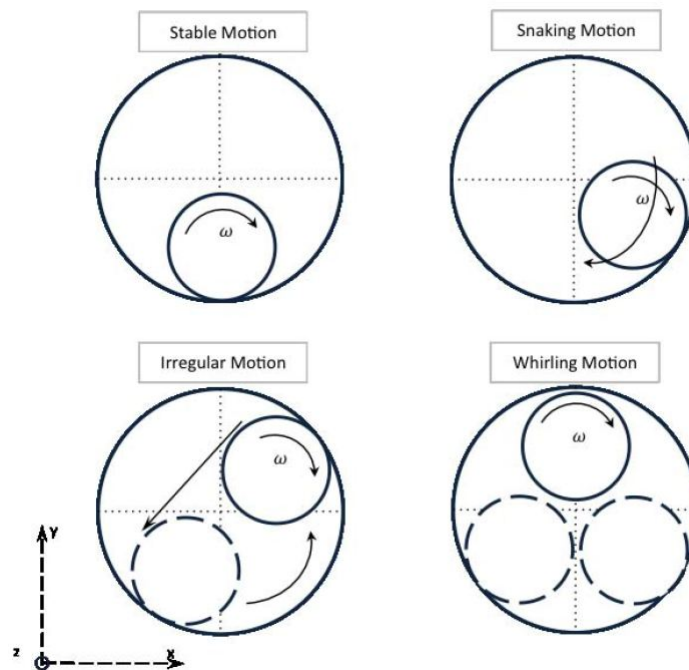 Stable Motion
Snaking Motion
ω
ω
Irregular Motion
Whirling Motion
ω
ω
Y
z
x